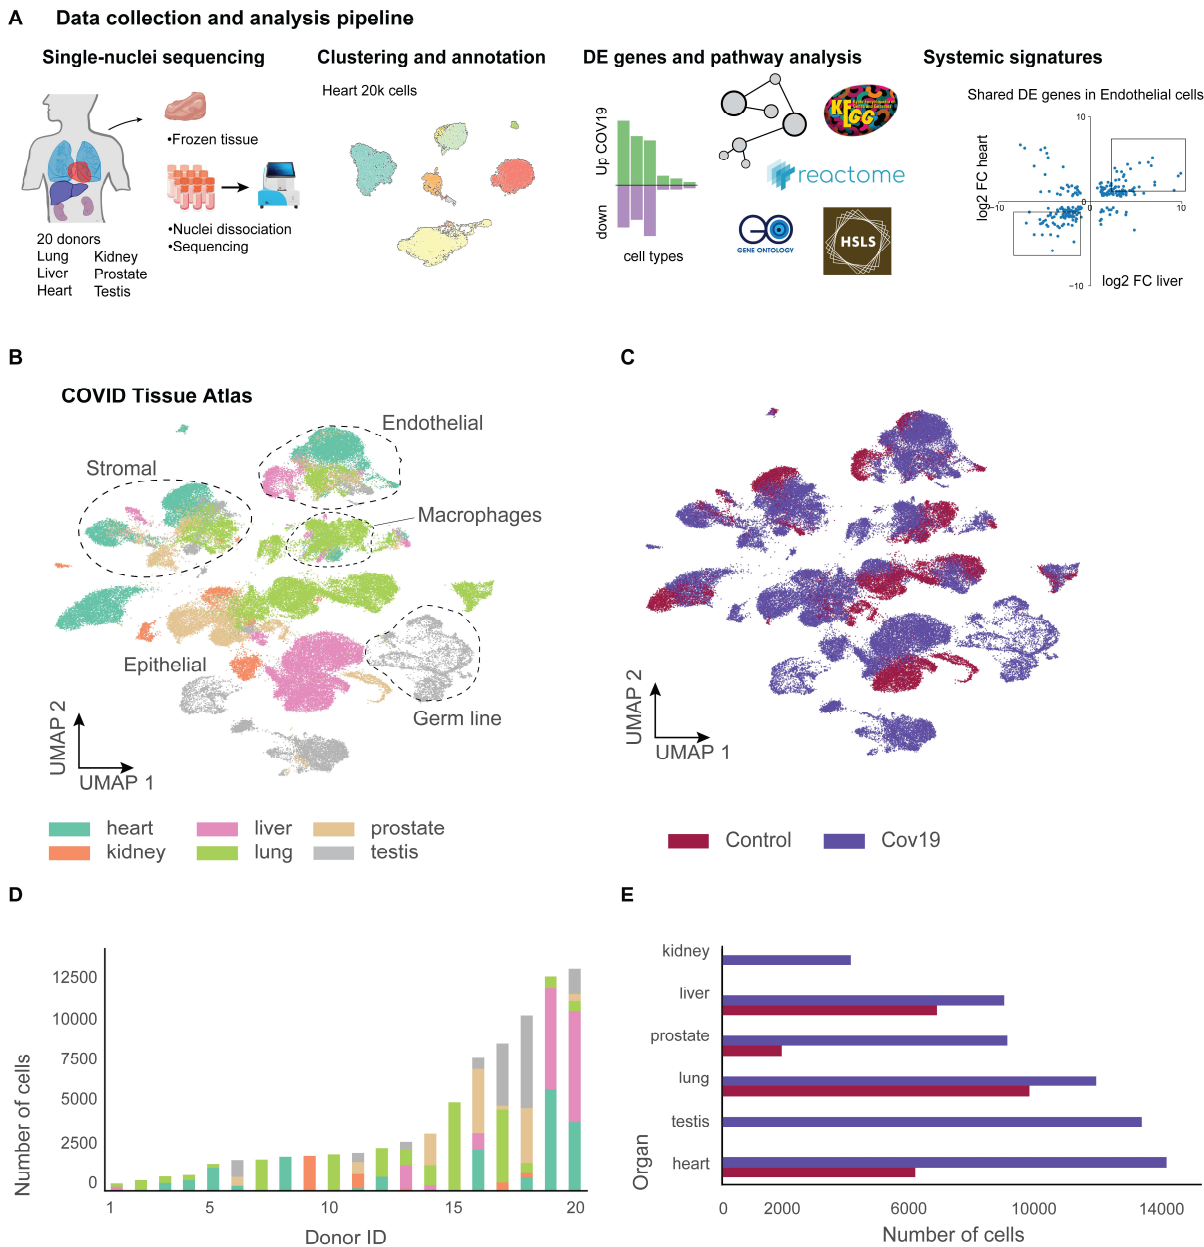 A Data collection and analysis pipeline
Single-nuclei sequencing
Clustering and annotation
DE genes and pathway analysis
Systemic signatures
•Frozen tissue
•Nuclei dissociation
•Sequencing
20 donors
Lung Kidney
Liver Prostate
Heart Testis
Heart 20k cells
Up COV19
down
cell types
KEGG
reactome
GO
GENE ONTOLOGY
HSLS
Shared DE genes in Endothelial cells
log2 FC heart
10
−10
0
10
−10
log2 FC liver
B
COVID Tissue Atlas
Endothelial
Stromal
Macrophages
Epithelial
Germ line
UMAP 2
UMAP 1
heart
liver
prostate
kidney
lung
testis
C
UMAP 2
UMAP 1
Control
Cov19
D
Number of cells
12500
10000
7500
5000
2500
0
1 5 10 15 20
Donor ID
E
Organ
kidney
liver
prostate
lung
testis
heart
0 2000 6000 10000 14000
Number of cells